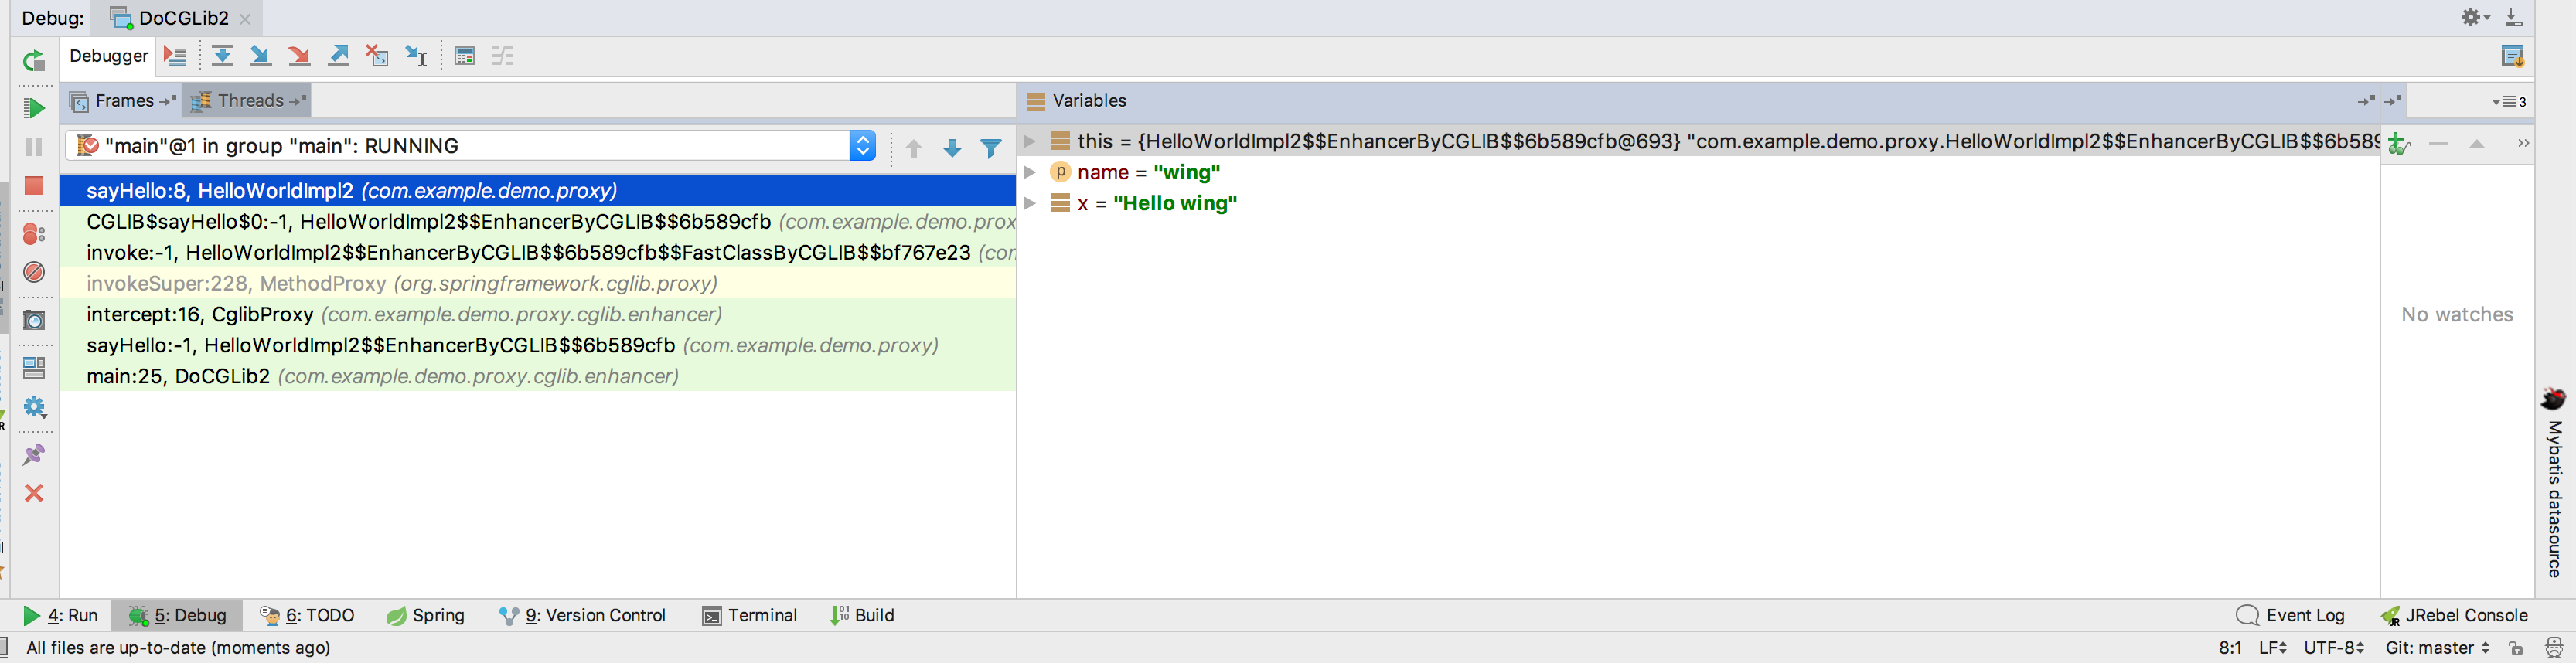 Debug: DoCGLib2
Debugger
Frames Threads
Variables
3
"main"@1 in group "main": RUNNING
sayHello:8, HelloWorldImpl2 (com.example.demo.proxy)
CGLIB$sayHello$0:-1, HelloWorldImpl2$$EnhancerByCGLIB$$6b589cfb (com.example.demo.prox
invoke:-1, HelloWorldImpl2$$EnhancerByCGLIB$$6b589cfb$$FastClassByCGLIB$$bf767e23 (cor
invokeSuper:228, MethodProxy (org.springframework.cglib.proxy)
intercept:16, CglibProxy (com.example.demo.proxy.cglib.enhancer)
sayHello:-1, HelloWorldImpl2$$EnhancerByCGLIB$$6b589cfb (com.example.demo.proxy)
main:25, DoCGLib2 (com.example.demo.proxy.cglib.enhancer)
this = {HelloWorldImpl2$$EnhancerByCGLIB$$6b589cfb@693} "com.example.demo.proxy.HelloWorldImpl2$$EnhancerByCGLIB$$6b589
p name = "wing"
x = "Hello wing"
No watches
Mybatis datasource
4: Run 5: Debug 6: TODO Spring 9: Version Control Terminal Build Event Log JRebel Console
All files are up-to-date (moments ago) 8:1 LF UTF-8 Git: master